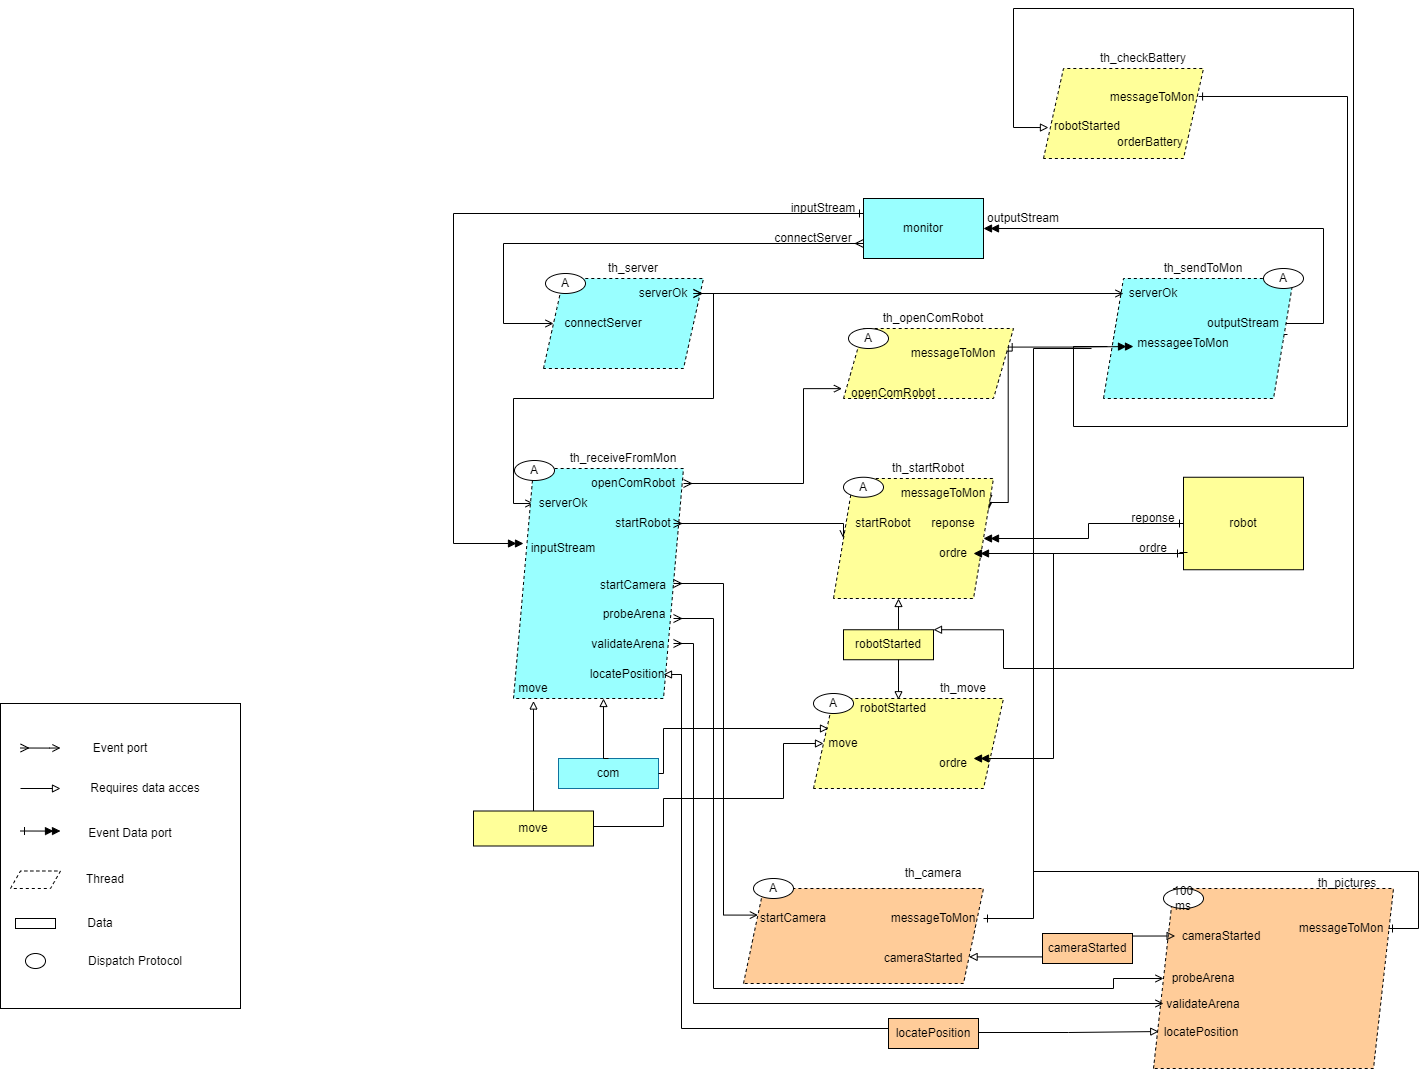 th_checkBattery
messageToMon
robotStarted
orderBattery
inputStream
monitor
outputStream
connectServer
th_server
A
serverOk
connectServer
th_sendToMon
A
serverOk
outputStream
messageeToMon
th_openComRobot
A
messageToMon
openComRobot
th_receiveFromMon
A
openComRobot
serverOk
startRobot
inputStream
startCamera
probeArena
validateArena
locatePosition
move
th_startRobot
A
messageToMon
startRobot
reponse
ordre
reponse
ordre
robot
robotStarted
th_move
A
robotStarted
move
ordre
com
move
Event port
Requires data acces
Event Data port
Thread
Data
Dispatch Protocol
th_camera
A
startCamera
messageToMon
cameraStarted
cameraStarted
th_pictures
100
ms
messageToMon
cameraStarted
probeArena
validateArena
locatePosition
locatePosition